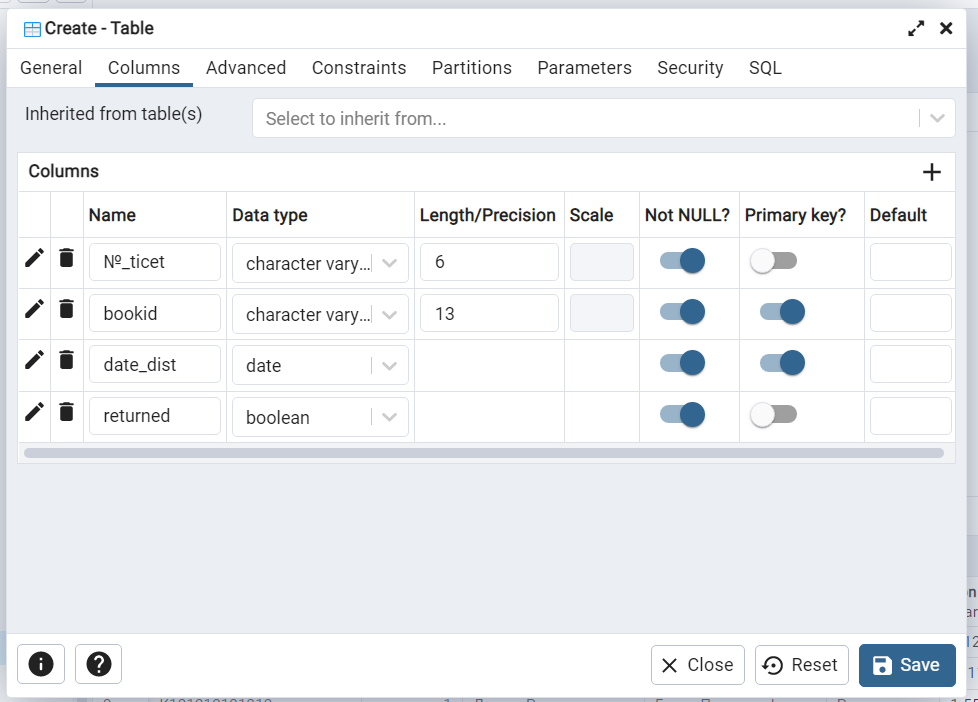 Create - Table
General Columns Advanced Constraints Partitions Parameters Security SQL
Inherited from table(s) Select to inherit from...
Columns
Name Data type Length/Precision Scale Not NULL? Primary key? Default
№_ticet character vary... 6
bookid character vary... 13
date_dist date
returned boolean
Close Reset Save